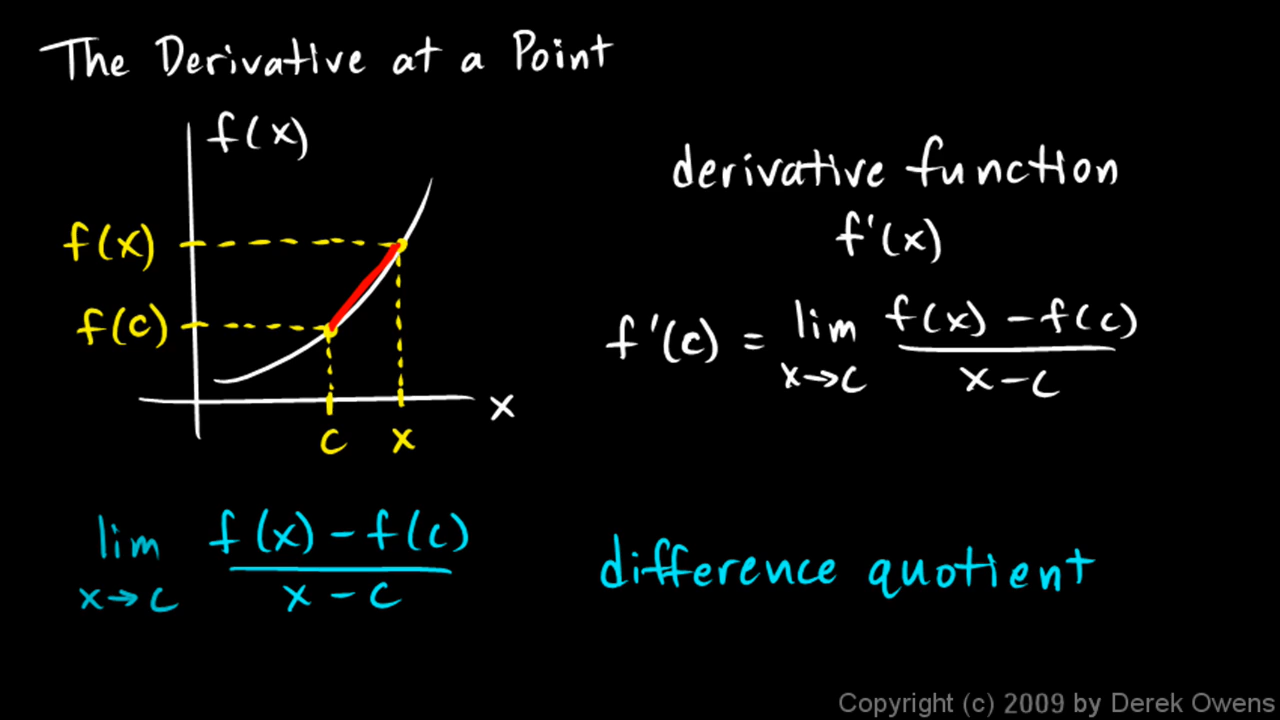 The Derivative at a Point
f(x)
f(x)
f(c)
x
c x
lim f(x) - f(c)
x→c x - c
derivative function
f'(x)
f'(c) = lim f(x) - f(c)
x→c x - c
difference quotient
Copyright (c) 2009 by Derek Owens